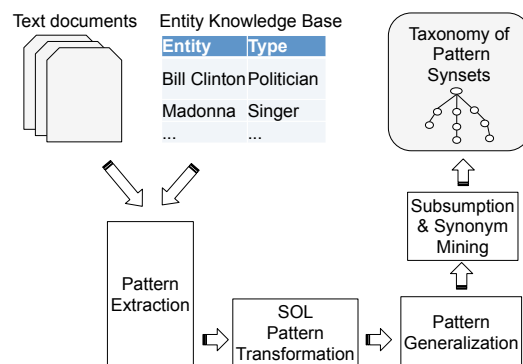 Text documents
Entity Knowledge Base
Entity Type
Bill Clinton Politician
Madonna Singer
... ...
Taxonomy of
Pattern
Synsets
Subsumption
& Synonym
Mining
Pattern
Extraction
SOL
Pattern
Transformation
Pattern
Generalization